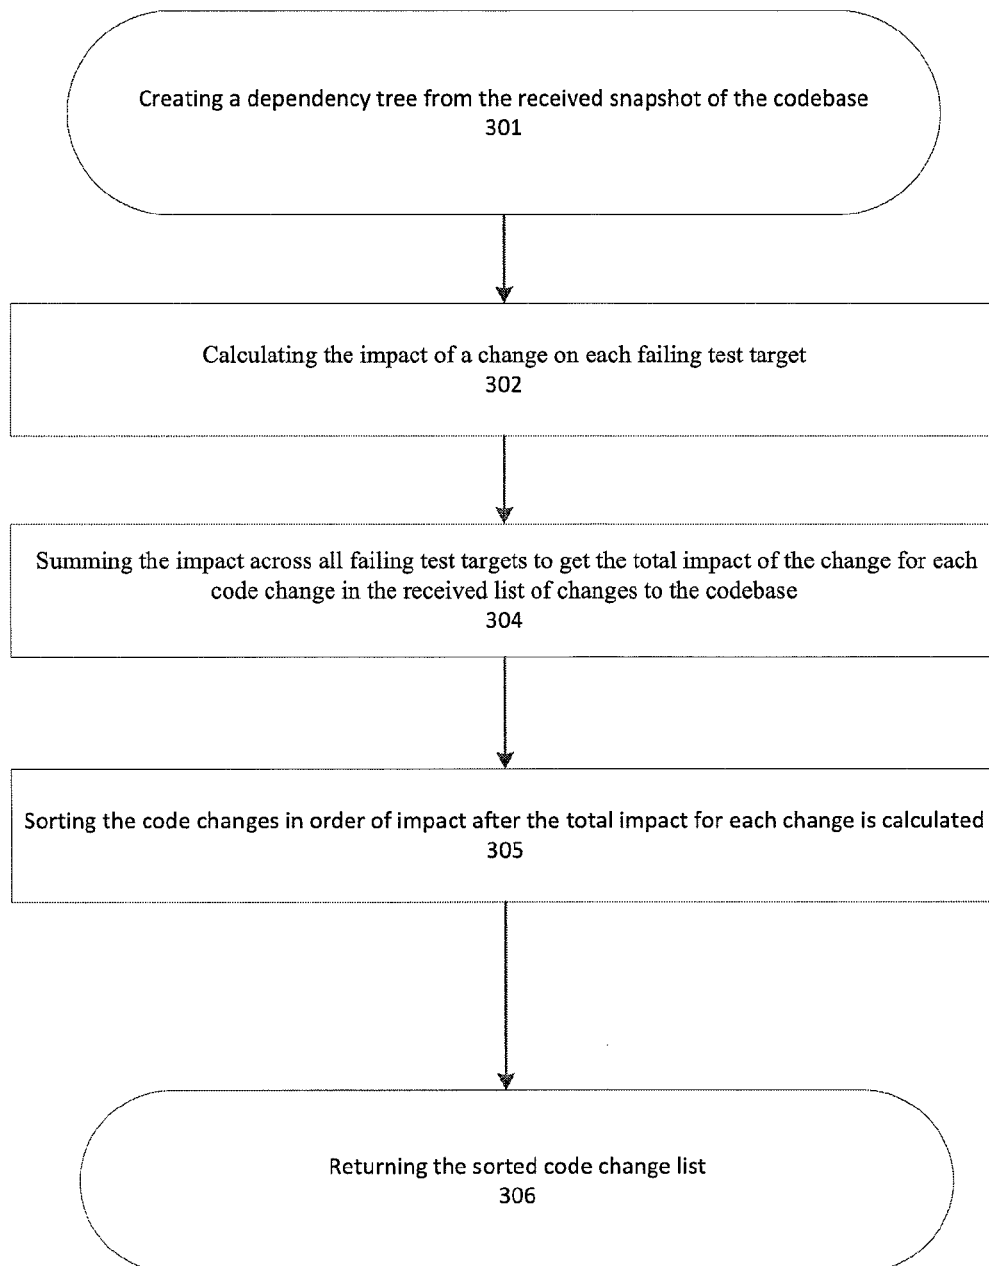 Creating a dependency tree from the received snapshot of the codebase
301
Calculating the impact of a change on each failing test target
302
Summing the impact across all failing test targets to get the total impact of the change for each
code change in the received list of changes to the codebase
304
Sorting the code changes in order of impact after the total impact for each change is calculated
305
Returning the sorted code change list
306